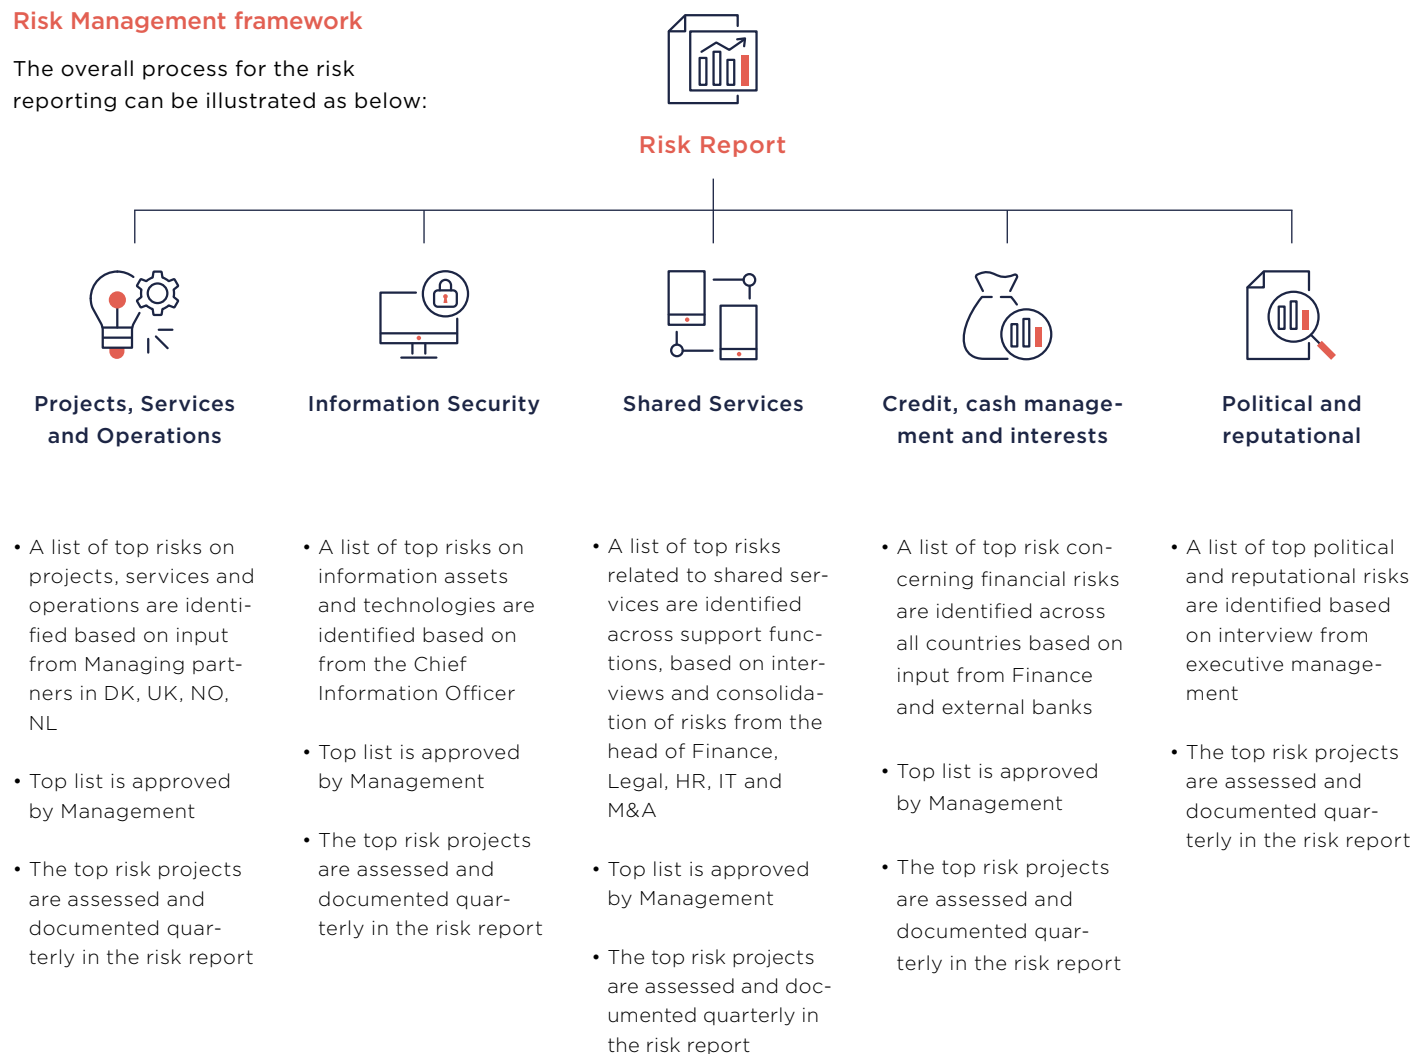 Risk Management framework
The overall process for the risk
reporting can be illustrated as below:
Risk Report
Projects, Services
and Operations
• A list of top risks on
projects, services and
operations are identi-
fied based on input
from Managing part-
ners in DK, UK, NO,
NL
• Top list is approved
by Management
• The top risk projects
are assessed and
documented quar-
terly in the risk report
Information Security
• A list of top risks on
information assets
and technologies are
identified based on
from the Chief
Information Officer
• Top list is approved
by Management
• The top risk projects
are assessed and
documented quar-
terly in the risk report
Shared Services
• A list of top risks
related to shared ser-
vices are identified
across support func-
tions, based on inter-
views and consolida-
tion of risks from the
head of Finance,
Legal, HR, IT and
M&A
• Top list is approved
by Management
• The top risk projects
are assessed and doc-
umented quarterly in
the risk report
Credit, cash manage-
ment and interests
• A list of top risk con-
cerning financial risks
are identified across
all countries based on
input from Finance
and external banks
• Top list is approved
by Management
• The top risk projects
are assessed and
documented quar-
terly in the risk report
Political and
reputational
• A list of top political
and reputational risks
are identified based
on interview from
executive manage-
ment
• The top risk projects
are assessed and
documented quar-
terly in the risk report